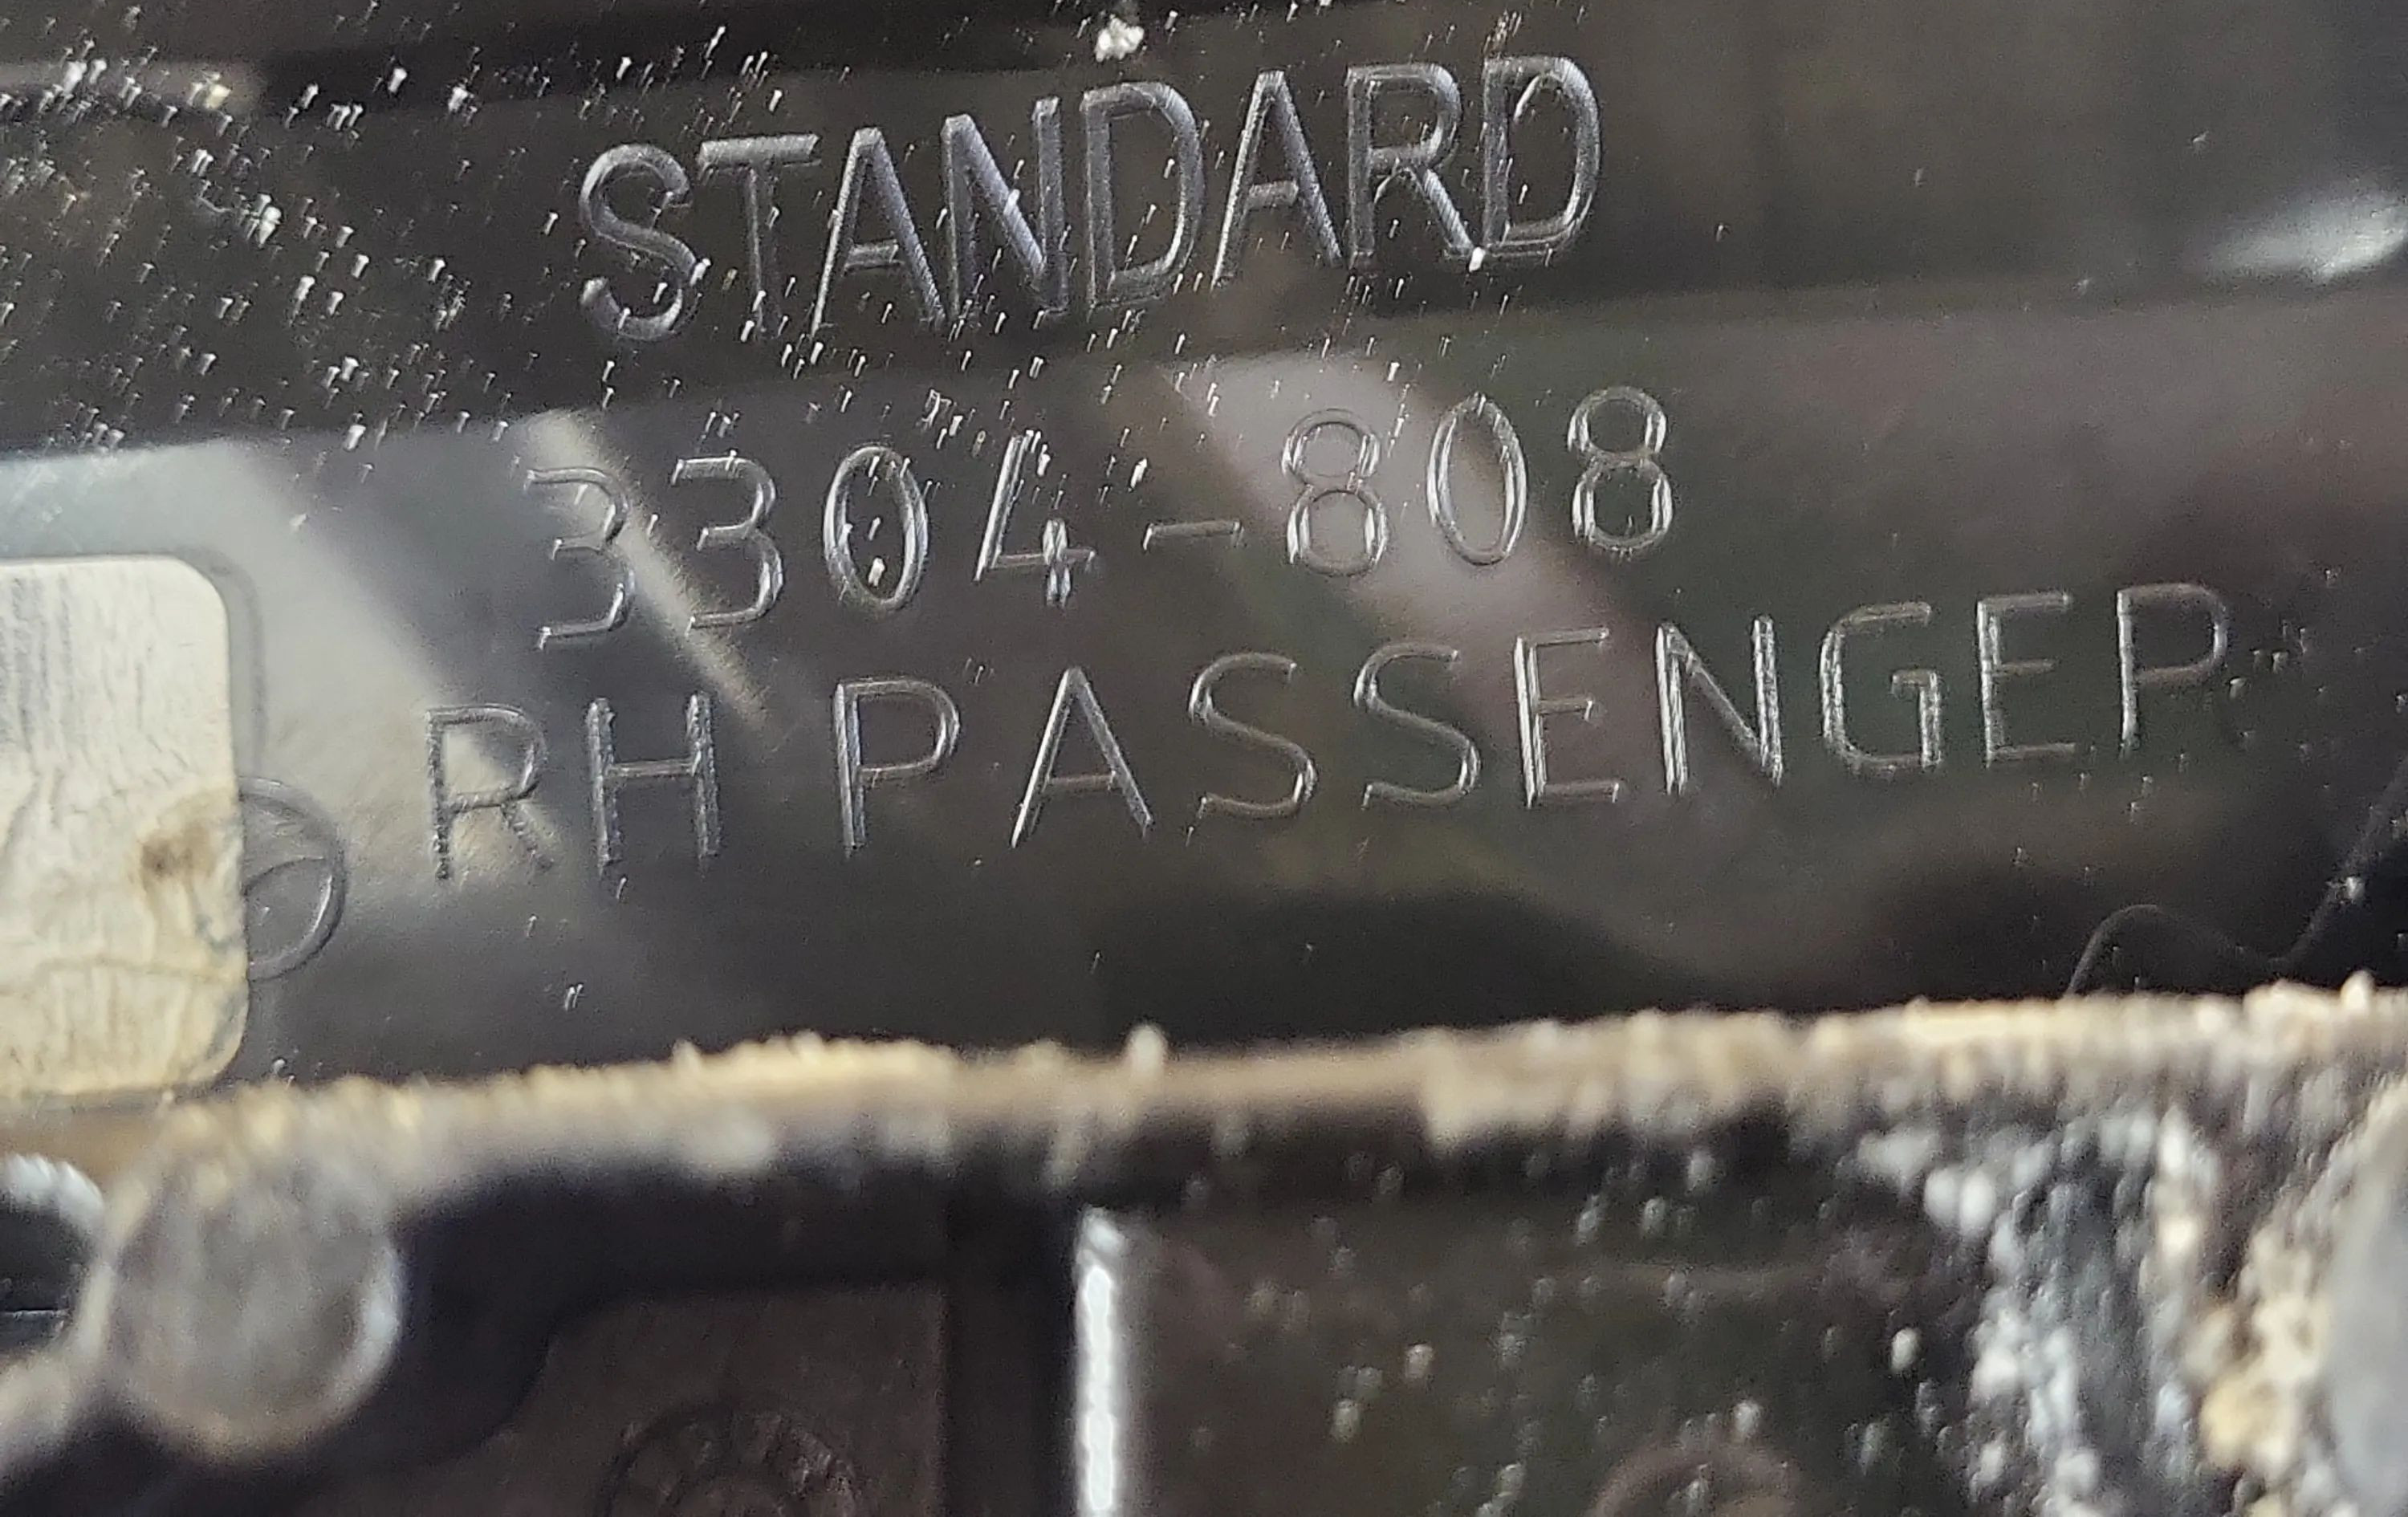 STANDARD
3304-808
RH PASSENGER